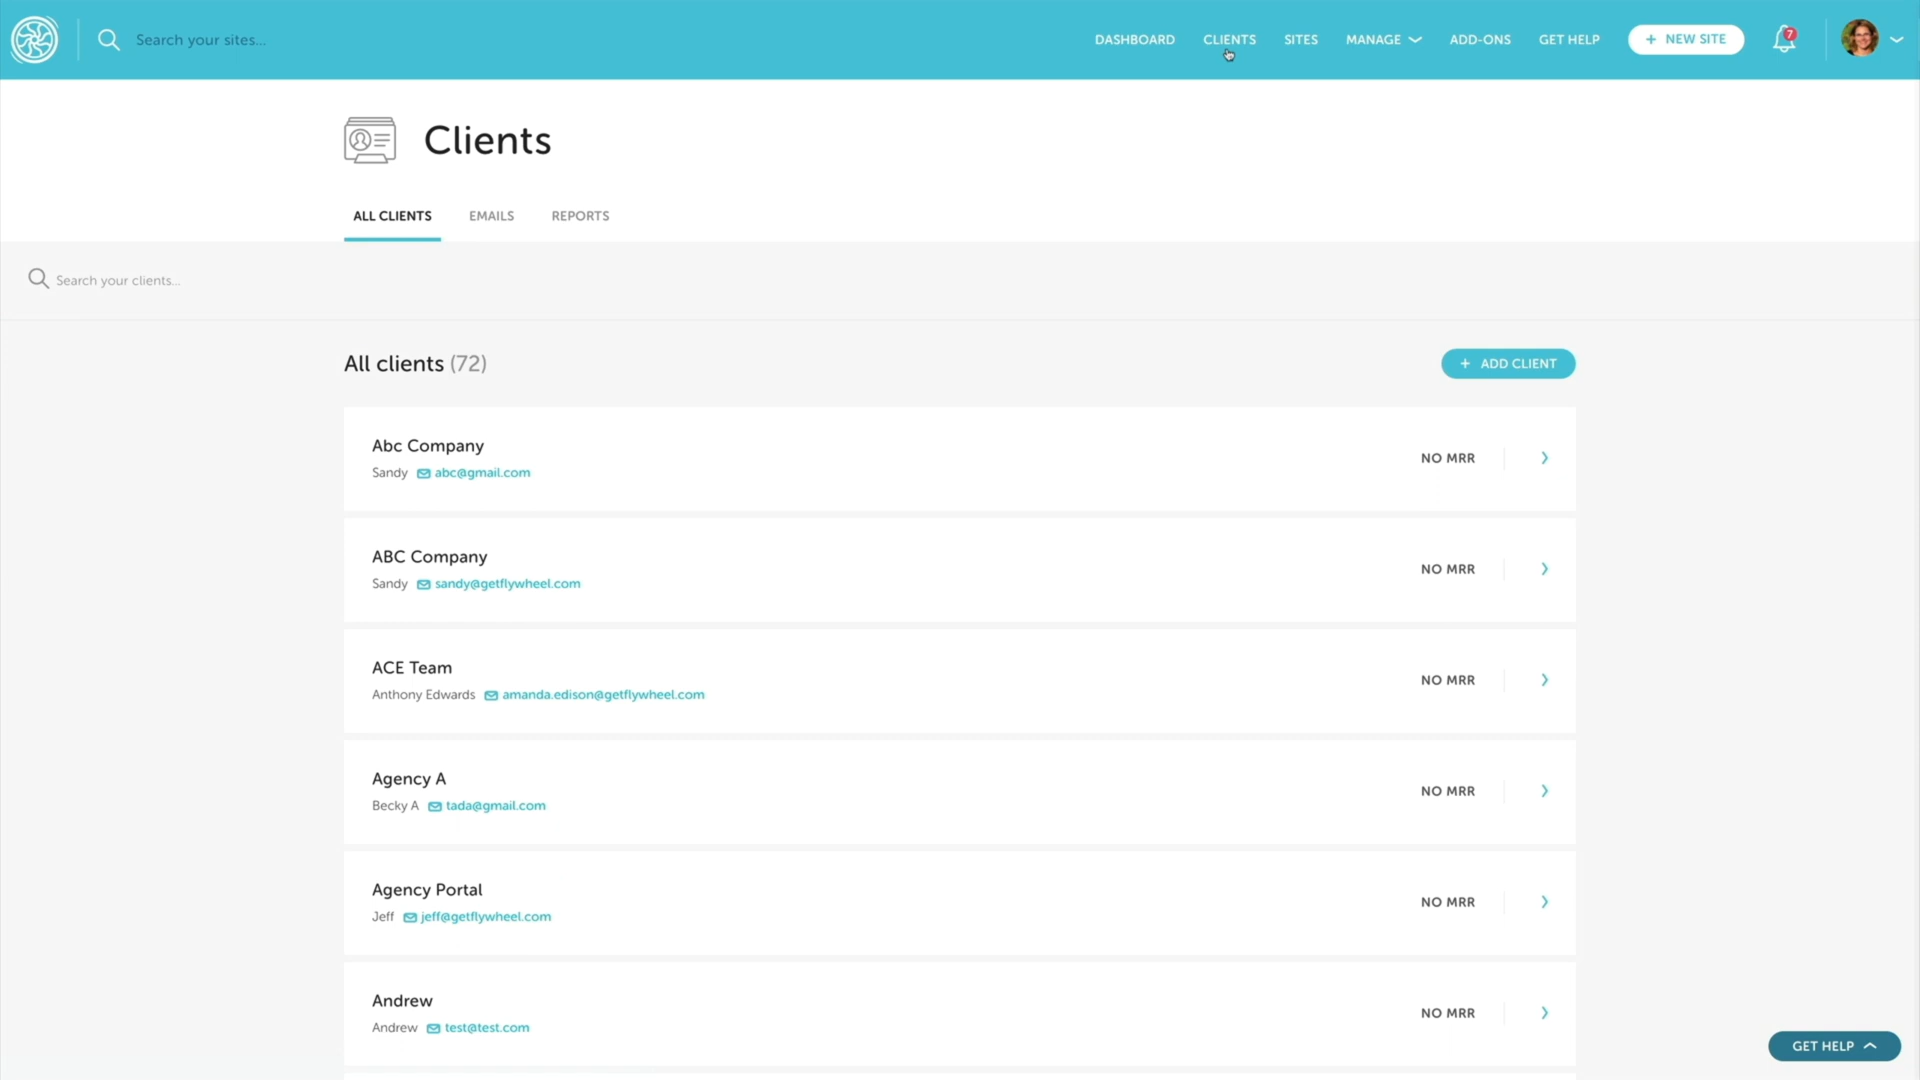 Search your sites...
DASHBOARD CLIENTS SITES MANAGE ADD-ONS GET HELP + NEW SITE 7
Clients
ALL CLIENTS EMAILS REPORTS
Search your clients...
All clients (72) + ADD CLIENT
Abc Company
Sandy abc@gmail.com
NO MRR
ABC Company
Sandy sandy@getflywheel.com
NO MRR
ACE Team
Anthony Edwards amanda.edison@getflywheel.com
NO MRR
Agency A
Becky A tada@gmail.com
NO MRR
Agency Portal
Jeff jeff@getflywheel.com
NO MRR
Andrew
Andrew test@test.com
NO MRR
GET HELP